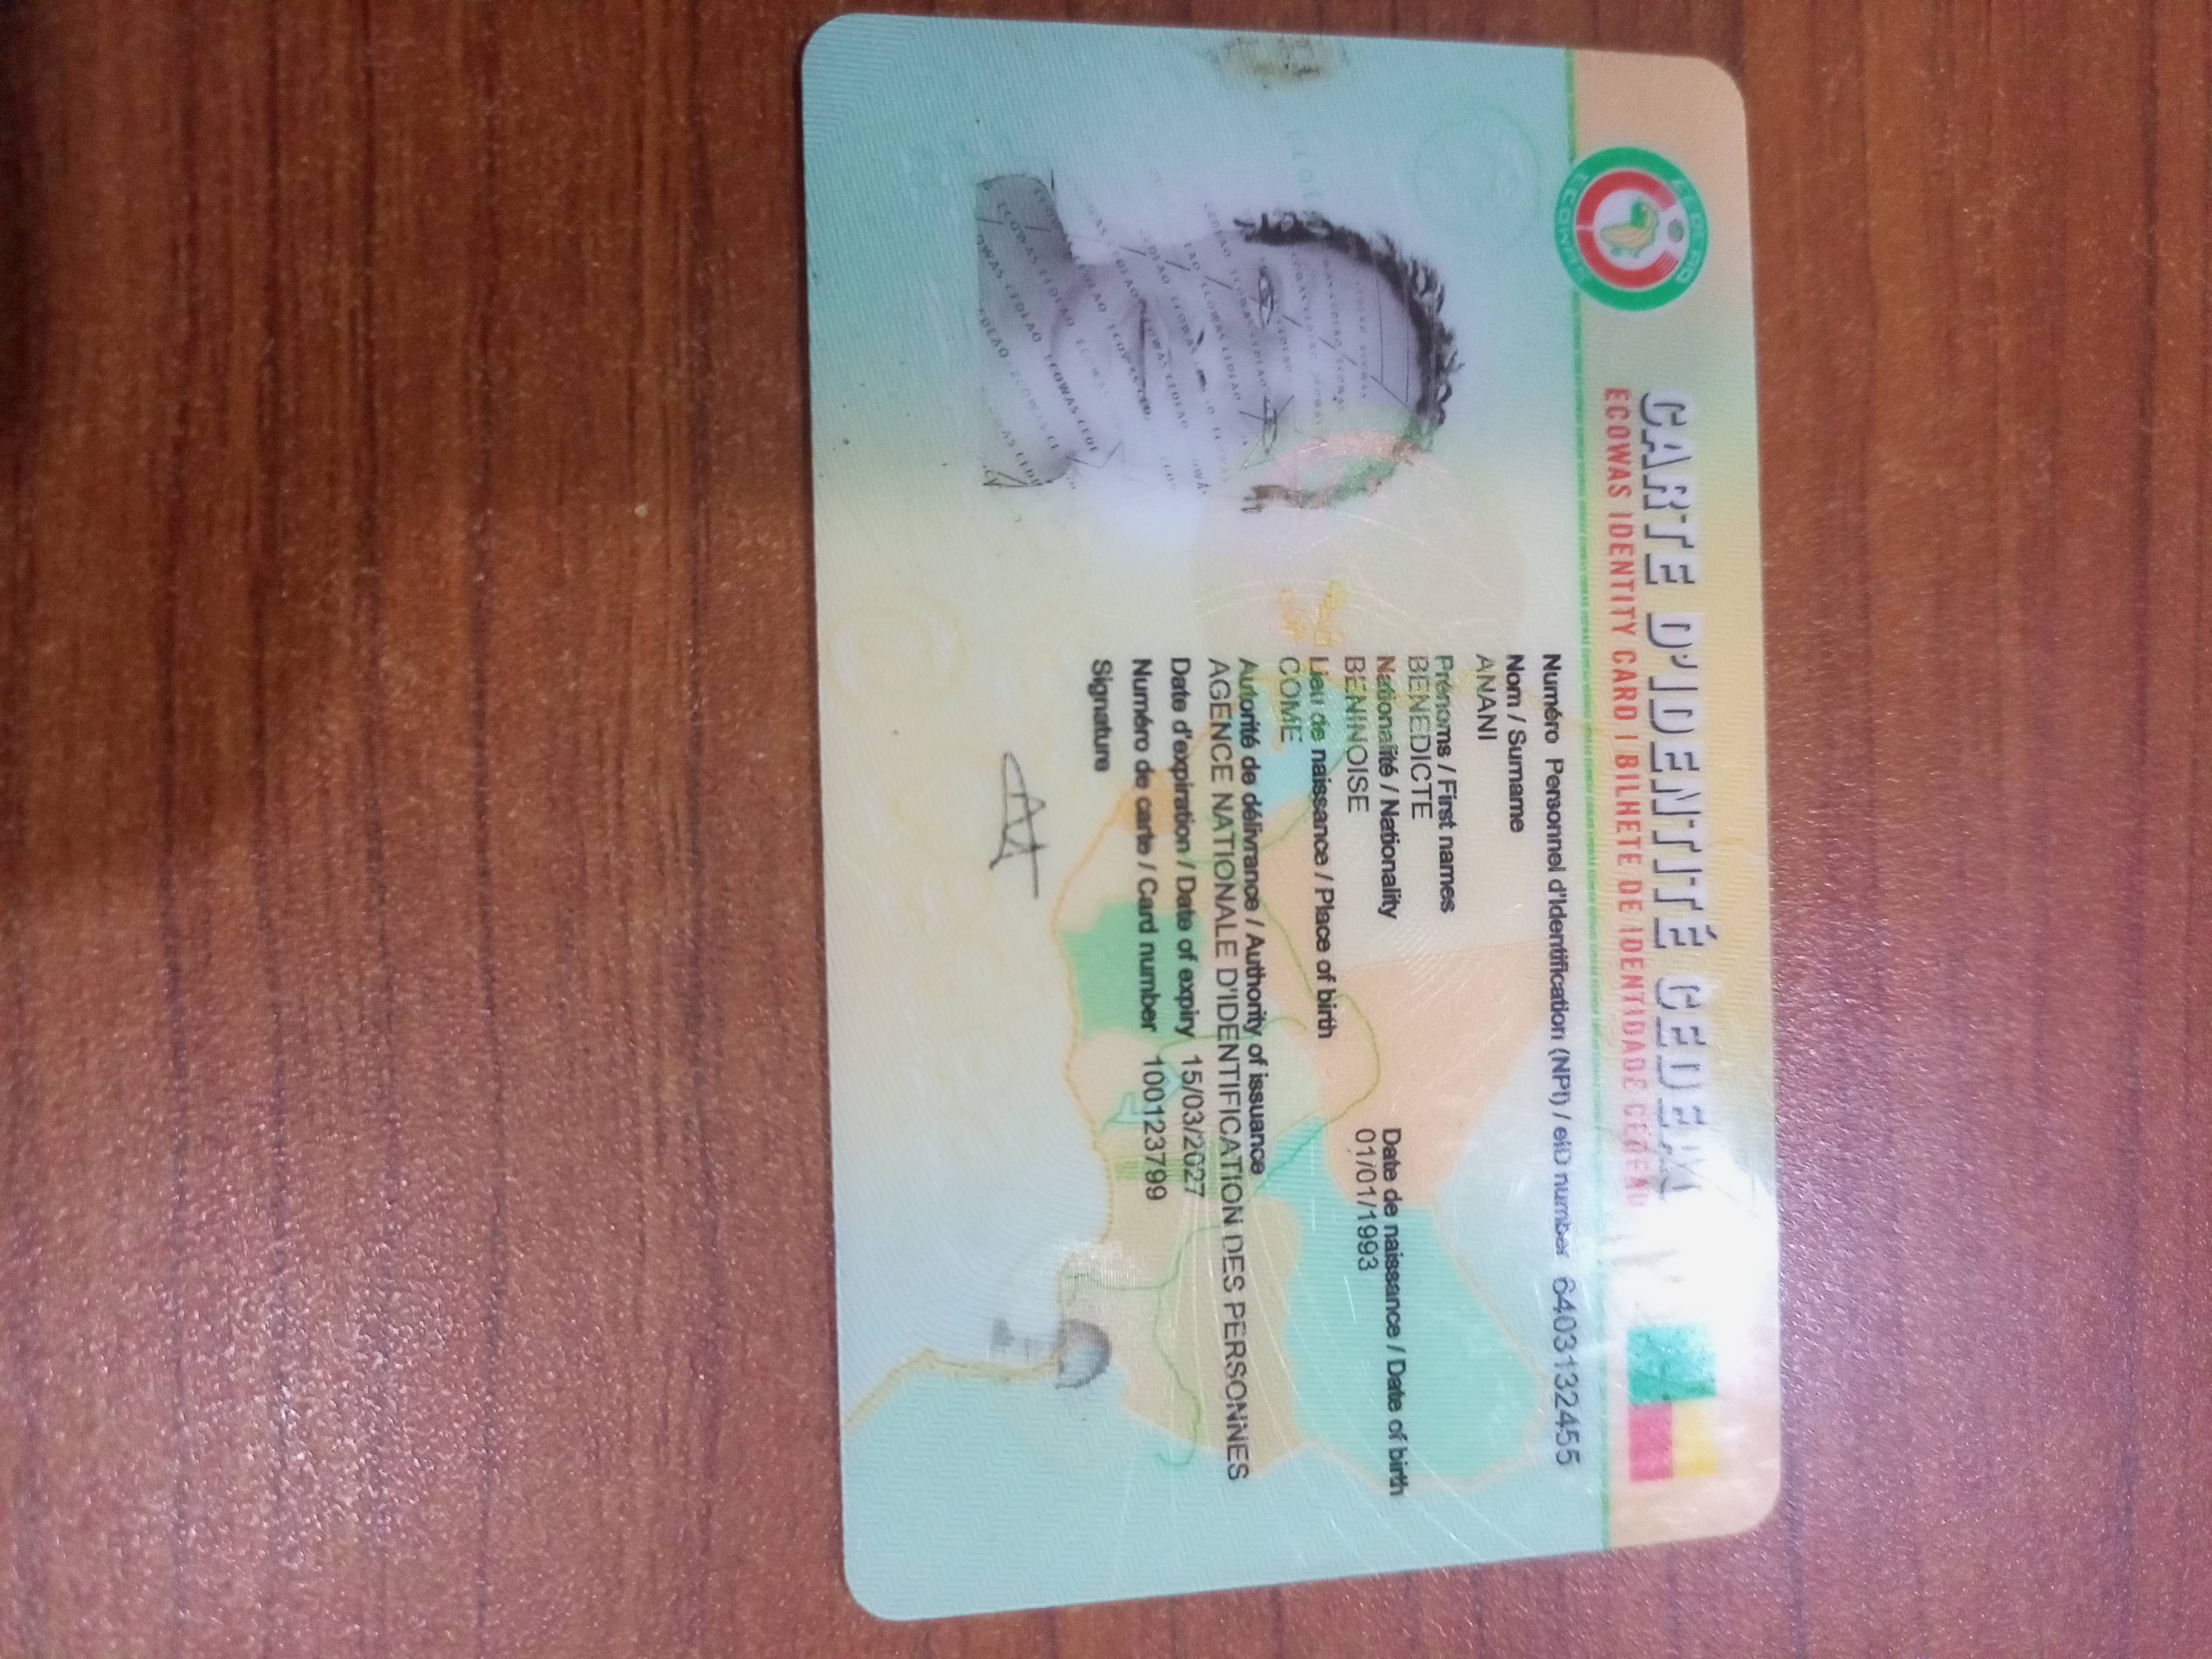 CARTE D'IDENTITÉ CEDEAO
ECOWAS IDENTITY CARD / BILHETE DE IDENTIDADE CEDEAO
CEDEAO
ECOWAS
Numéro Personnel d'Identification (NPI) / eID number 6403132455
Nom / Surname
ANANI
Prénoms / First names
BENEDICTE
Nationalité / Nationality
BENINOISE
Date de naissance / Date of birth
01/01/1993
Lieu de naissance / Place of birth
COME
Autorité de délivrance / Authority of issuance
AGENCE NATIONALE D'IDENTIFICATION DES PERSONNES
Date d'expiration / Date of expiry 15/03/2027
Numéro de carte / Card number 100123799
Signature